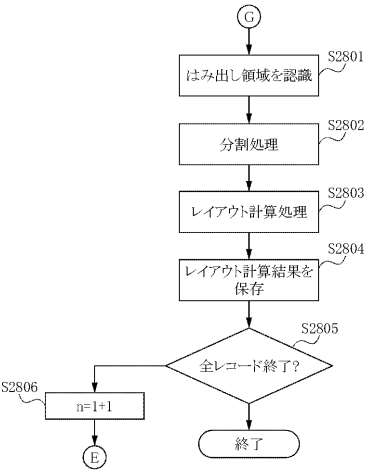 G
S2801
はみ出し領域を認識
S2802
分割処理
S2803
レイアウト計算処理
S2804
レイアウト計算結果を
保存
S2805
全レコード終了?
S2806
n=1+1
E
終了